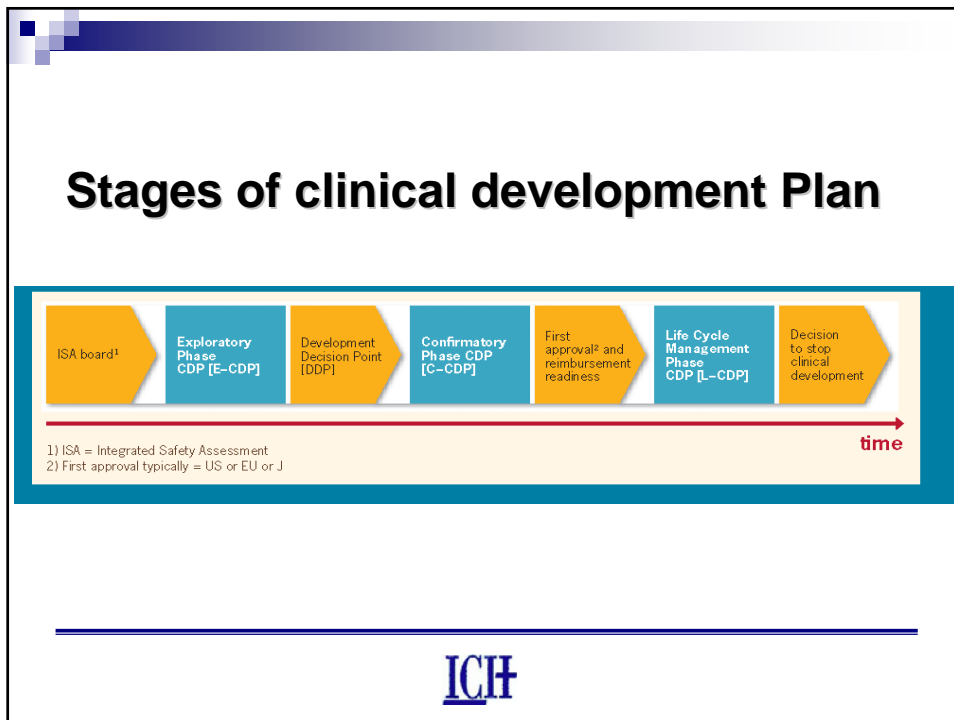 Stages of clinical development Plan
ISA board¹
Exploratory
Phase
CDP [E–CDP]
Development
Decision Point
[DDP]
Confirmatory
Phase CDP
[C–CDP]
First
approval² and
reimbursement
readiness
Life Cycle
Management
Phase
CDP [L–CDP]
Decision
to stop
clinical
development
time
1) ISA = Integrated Safety Assessment
2) First approval typically = US or EU or J
ICH